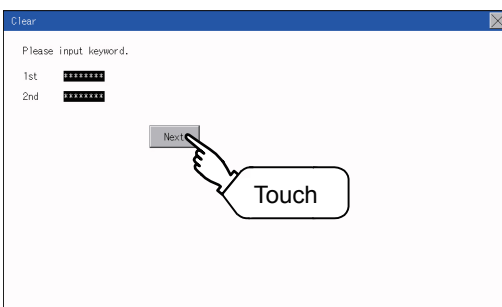 Clear
Please input keyword.
1st ********
2nd ********
Next
Touch